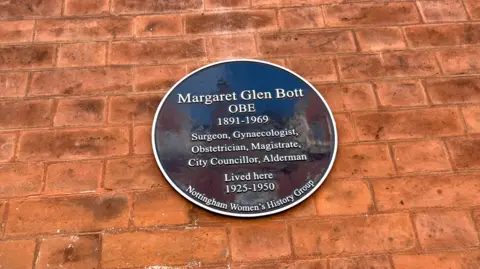 Margaret Glen Bott
OBE
1891-1969
Surgeon, Gynaecologist,
Obstetrician, Magistrate,
City Councillor, Alderman
Lived here
1925-1950
Nottingham Women's History Group